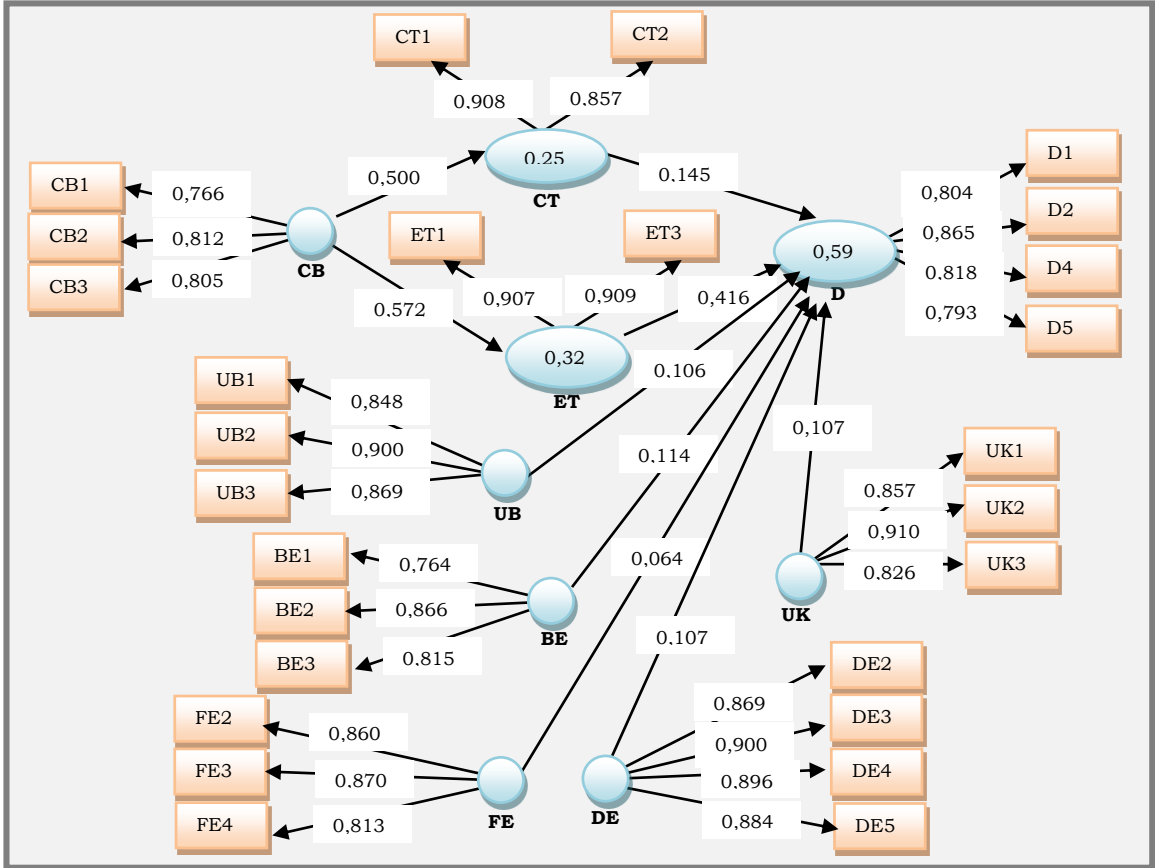 CT1
CT2
0,908
0,857
0,25
CT
CB1
CB2
CB3
0,766
0,812
0,805
CB
0,500
0,572
0,145
ET1
ET3
0,907
0,909
0,32
ET
0,416
0,59
D
0,804
0,865
0,818
0,793
D1
D2
D4
D5
UB1
UB2
UB3
0,848
0,900
0,869
UB
0,106
0,114
0,107
UK1
UK2
UK3
0,857
0,910
0,826
UK
BE1
BE2
BE3
0,764
0,866
0,815
BE
0,064
0,107
FE2
FE3
FE4
0,860
0,870
0,813
FE
DE
0,869
0,900
0,896
0,884
DE2
DE3
DE4
DE5